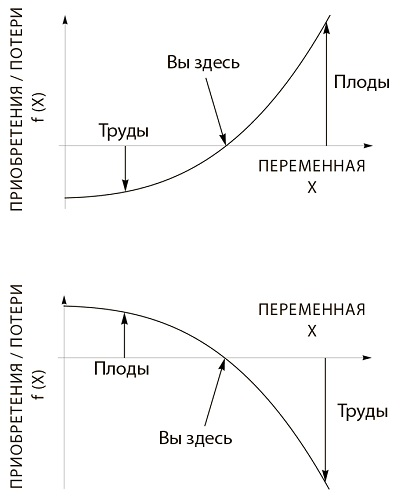 ПРИОБРЕТЕНИЯ / ПОТЕРИ
f (X)
Вы здесь
Плоды
Труды
ПЕРЕМЕННАЯ
X
ПРИОБРЕТЕНИЯ / ПОТЕРИ
f (X)
ПЕРЕМЕННАЯ
X
Плоды
Труды
Вы здесь